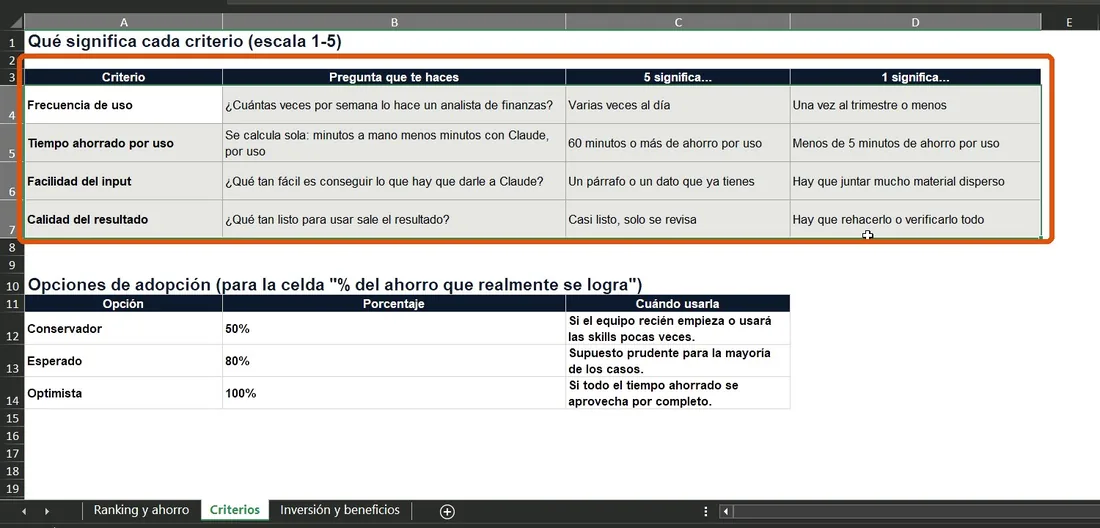 A B C D E
1 Qué significa cada criterio (escala 1-5)
2
3 Criterio Pregunta que te haces 5 significa... 1 significa...
4 Frecuencia de uso ¿Cuántas veces por semana lo hace un analista de finanzas? Varias veces al día Una vez al trimestre o menos
Se calcula sola: minutos a mano menos minutos con Claude,
5 Tiempo ahorrado por uso por uso 60 minutos o más de ahorro por uso Menos de 5 minutos de ahorro por uso
6 Facilidad del input ¿Qué tan fácil es conseguir lo que hay que darle a Claude? Un párrafo o un dato que ya tienes Hay que juntar mucho material disperso
7 Calidad del resultado ¿Qué tan listo para usar sale el resultado? Casi listo, solo se revisa Hay que rehacerlo o verificarlo todo
8
9
10 Opciones de adopción (para la celda "% del ahorro que realmente se logra")
11 Opción Porcentaje Cuándo usarla
12 Conservador 50% Si el equipo recién empieza o usará
las skills pocas veces.
13 Esperado 80% Supuesto prudente para la mayoría
de los casos.
14 Optimista 100% Si todo el tiempo ahorrado se
aprovecha por completo.
15
16
17
18
19
Ranking y ahorro Criterios Inversión y beneficios